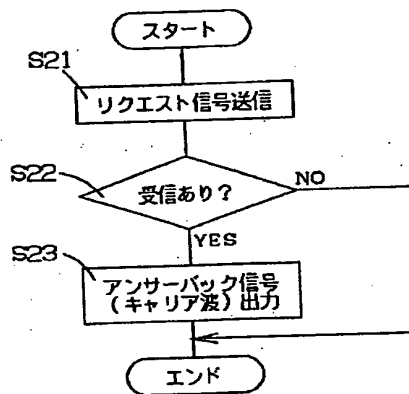 スタート
S21
リクエスト信号送信
S22
受信あり?
NO
YES
S23
アンサーバック信号
(キャリア波)出力
エンド